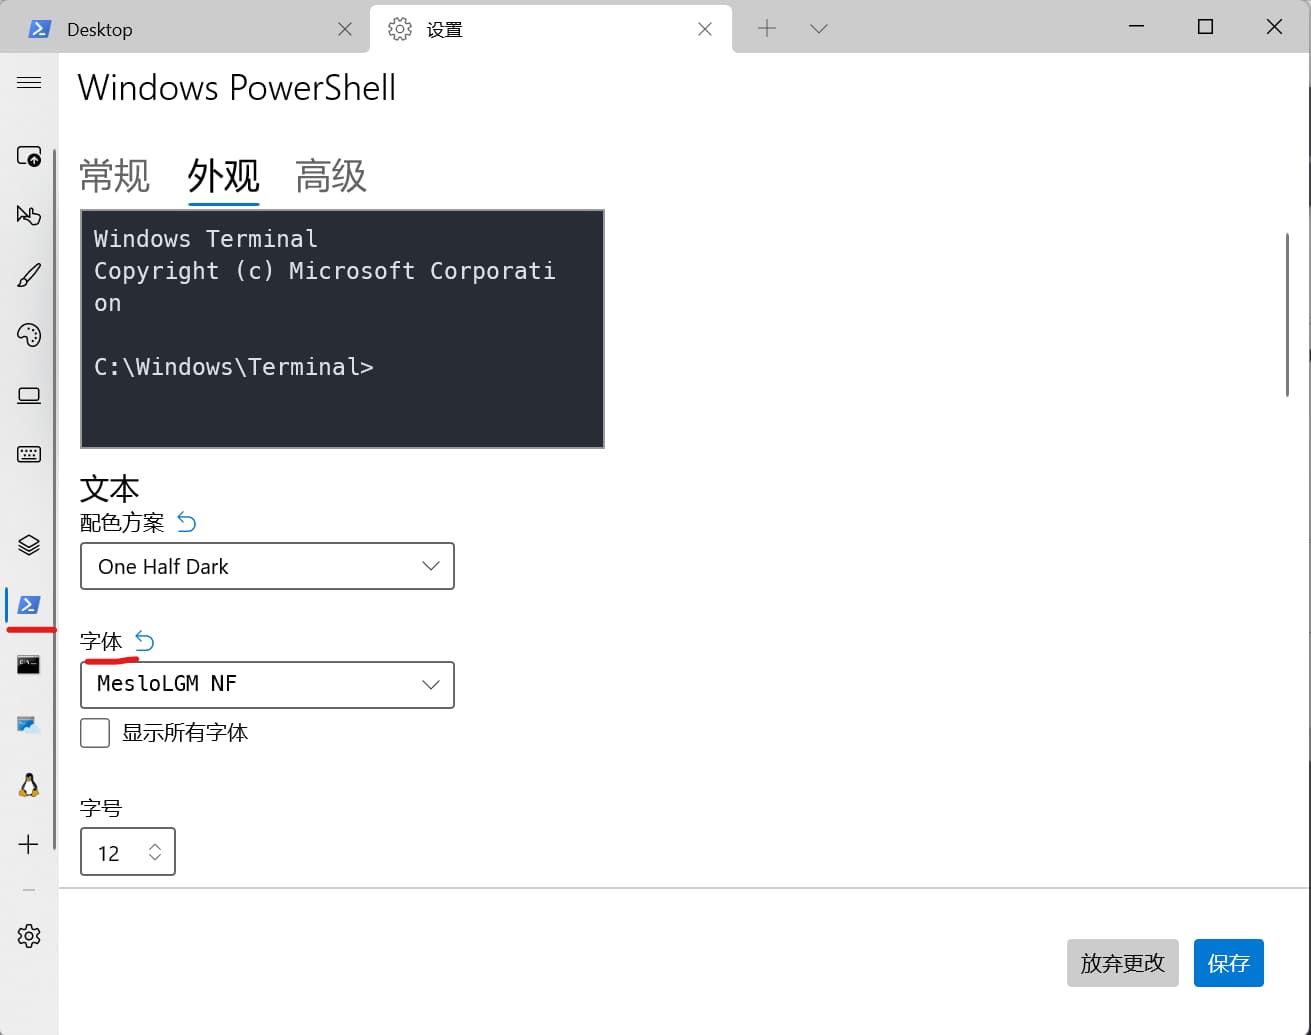 Desktop
设置
Windows PowerShell
常规 外观 高级
Windows Terminal
Copyright (c) Microsoft Corporati
on
C:\Windows\Terminal>
文本
配色方案
One Half Dark
字体
MesloLGM NF
显示所有字体
字号
12
放弃更改 保存